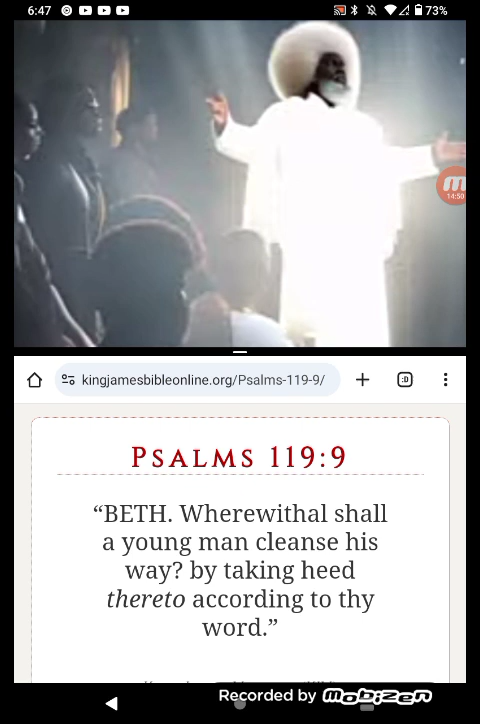 6:47
73%
14:50
kingjamesbibleonline.org/Psalms-119-9/
:D
PSALMS 119:9
“BETH. Wherewithal shall
a young man cleanse his
way? by taking heed
thereto according to thy
word.”
Recorded by Mobizen